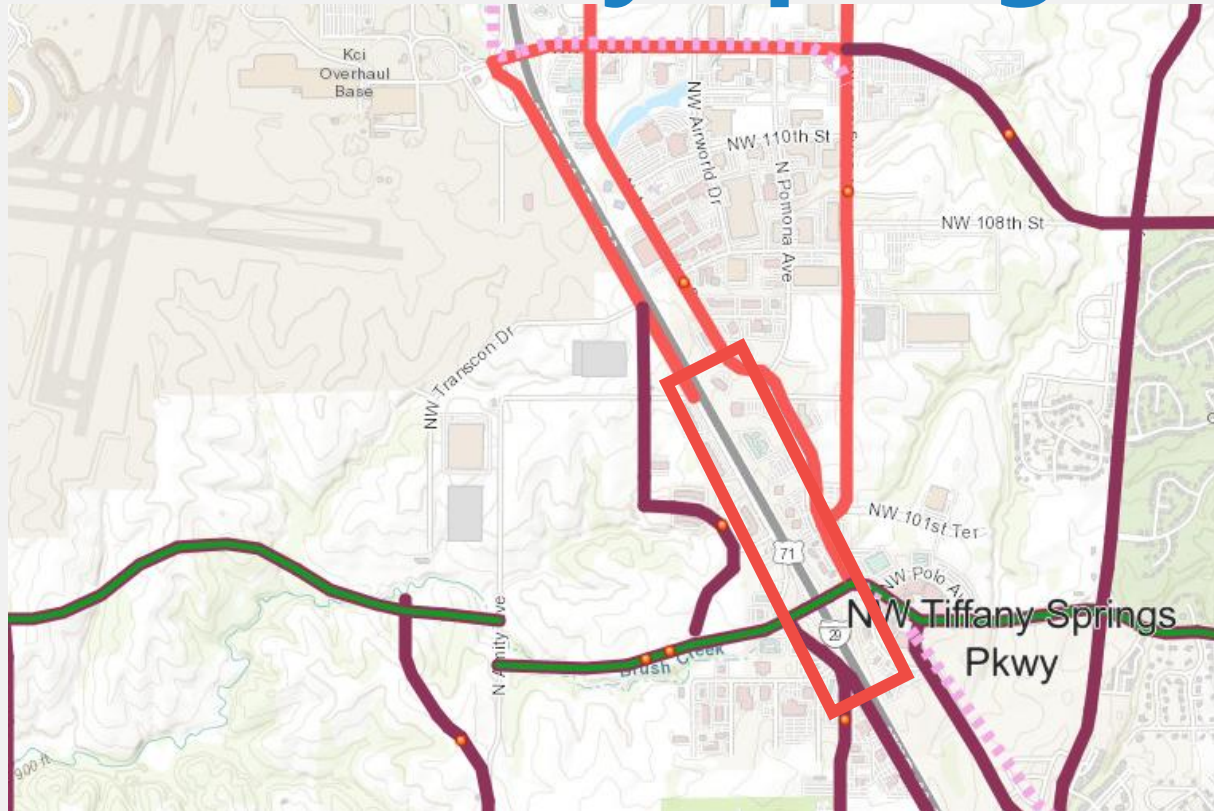 Kci
Overhaul
Base
NW Airworld Dr
NW 110th St
N Pomona Ave
NW 108th St
NW Transcon Dr
NW 101st Ter
71
NW Polo
NW Tiffany Springs
Pkwy
29
N Amity Ave
Brush Creek
900 ft